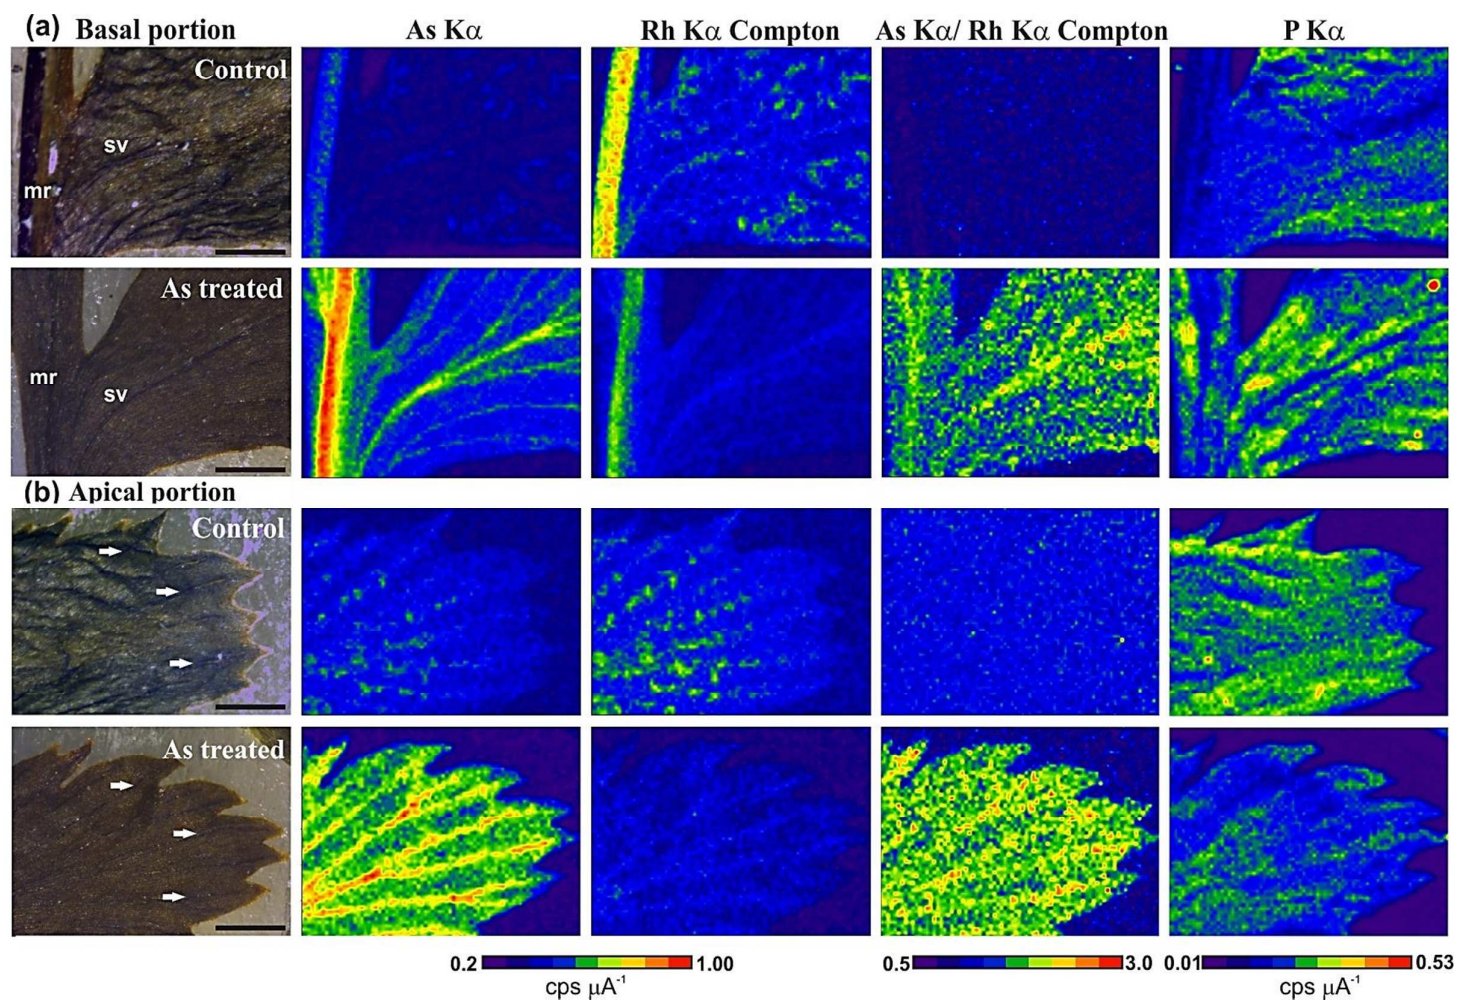 (a) Basal portion As Kα Rh Kα Compton As Kα/ Rh Kα Compton P Kα
Control
sv
mr
As treated
mr
sv
(b) Apical portion
Control
As treated
0.2 1.00 0.5 3.0 0.01 0.53
cps µA⁻¹ cps µA⁻¹